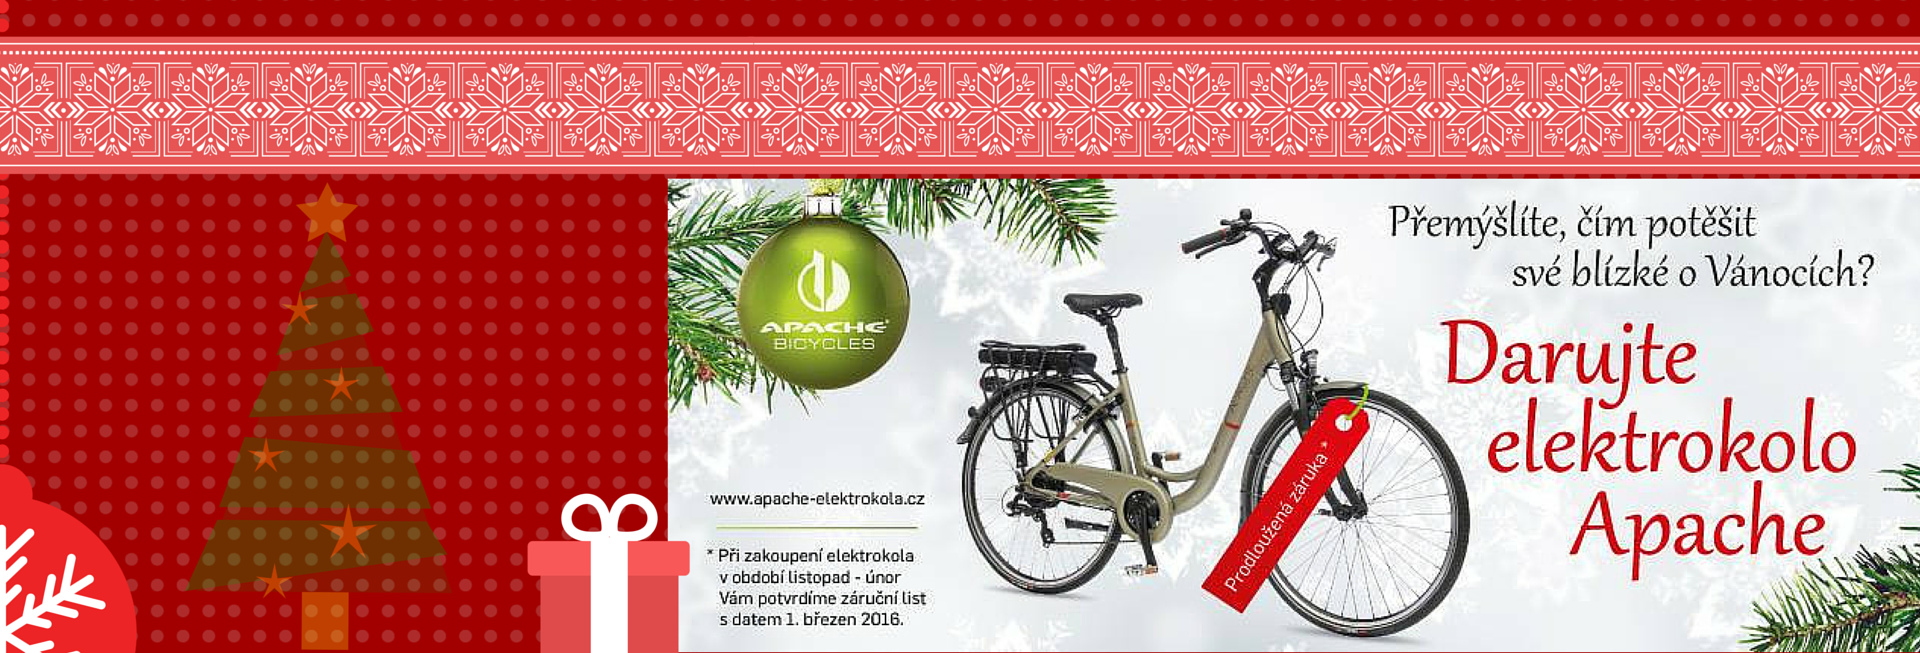 APACHE
BICYCLES
www.apache-elektrokola.cz
* Při zakoupení elektrokola
v období listopad - únor
Vám potvrdíme záruční list
s datem 1. březen 2016.
Prodloužená záruka *
Přemýšlíte, čím potěšit
své blízké o Vánocích?
Darujte
elektrokolo
Apache